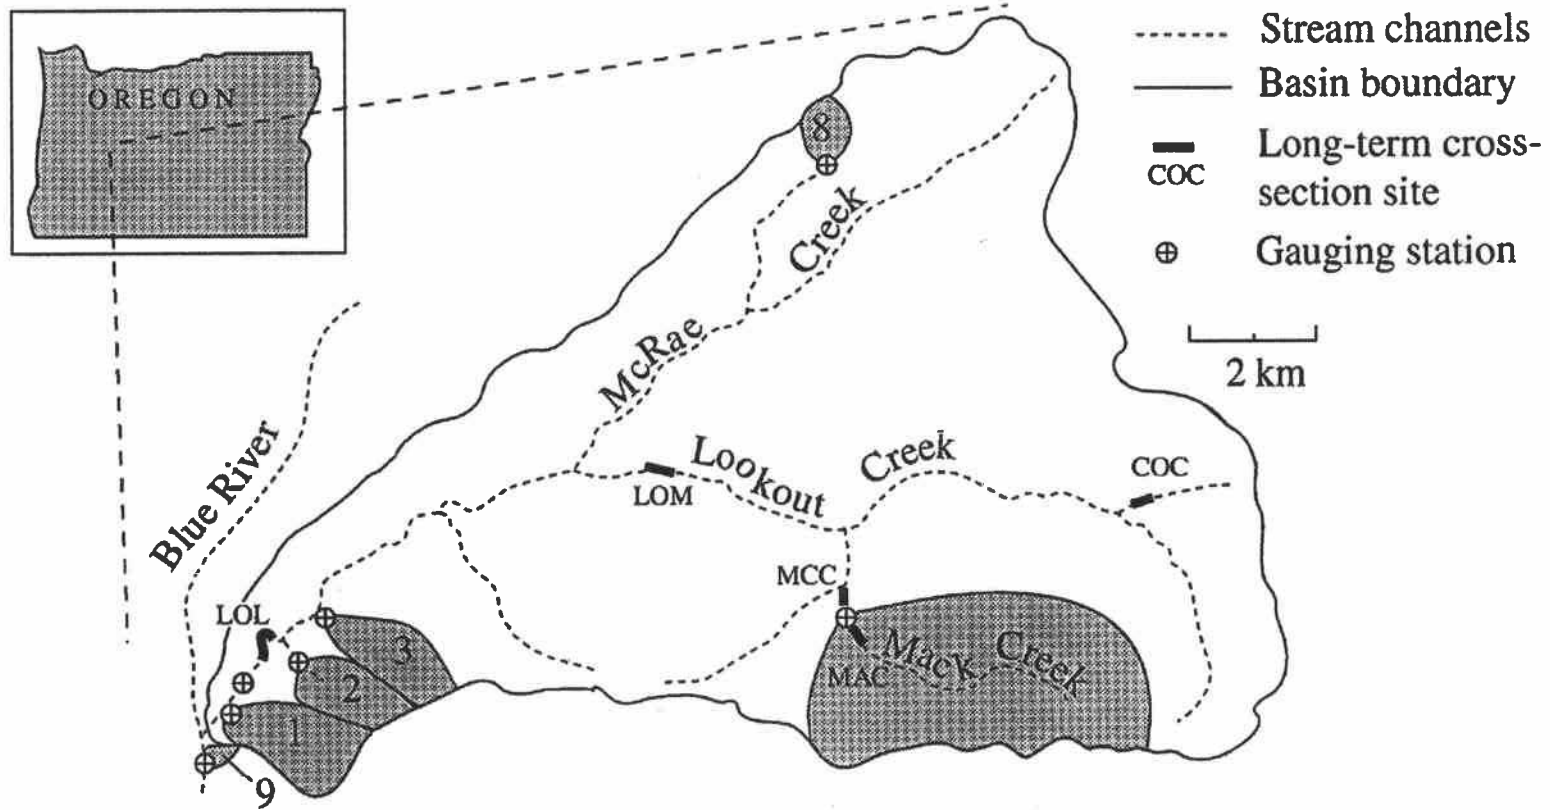 OREGON
Stream channels
Basin boundary
COC
Long-term cross-
section site
Gauging station
2 km
8
McRae Creek
Blue River
Lookout Creek
LOM
COC
MCC
MAC
Mack Creek
LOL
3
2
1
9